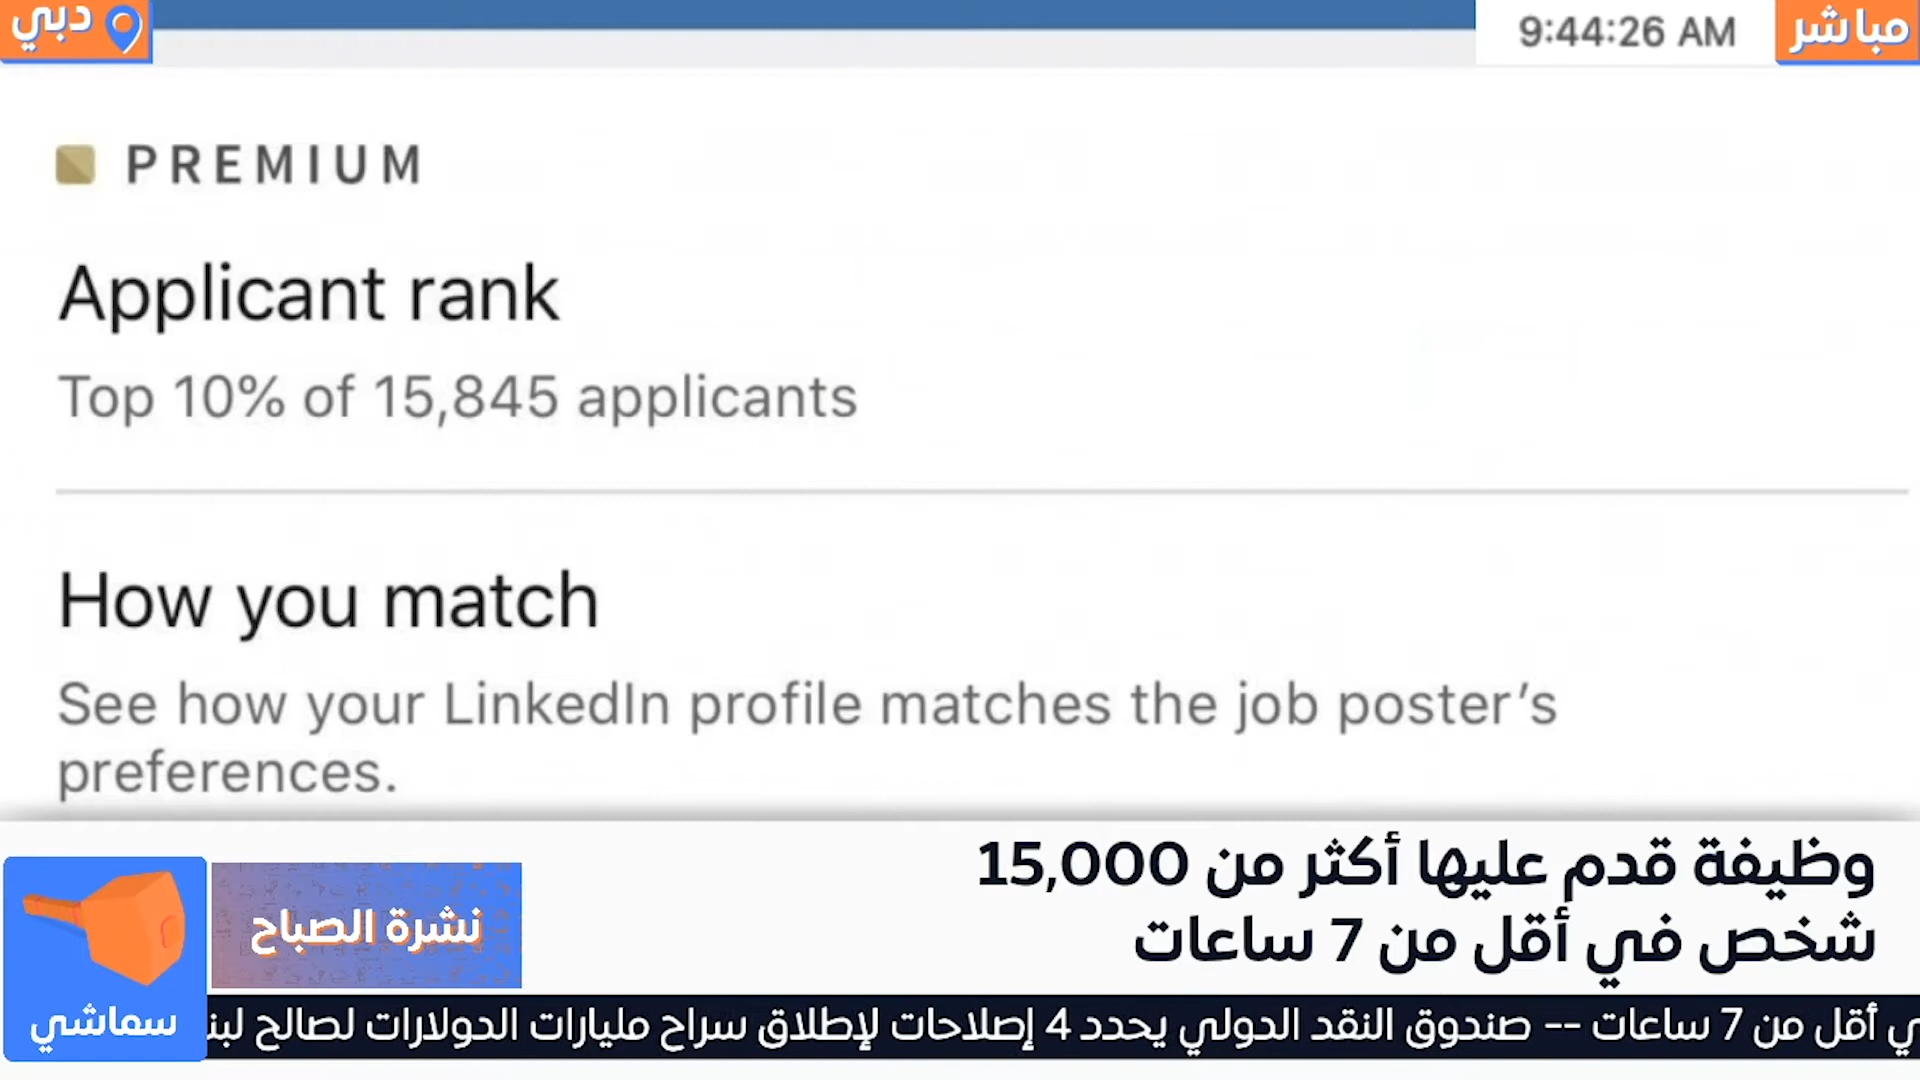 دبي
9:44:26 AM
مباشر
PREMIUM
Applicant rank
Top 10% of 15,845 applicants
How you match
See how your LinkedIn profile matches the job poster's
preferences.
وظيفة قدم عليها أكثر من 15,000
شخص في أقل من 7 ساعات
نشرة الصباح
سماشي
ي أقل من 7 ساعات -- صندوق النقد الدولي يحدد 4 إصلاحات لإطلاق سراح مليارات الدولارات لصالح لبن